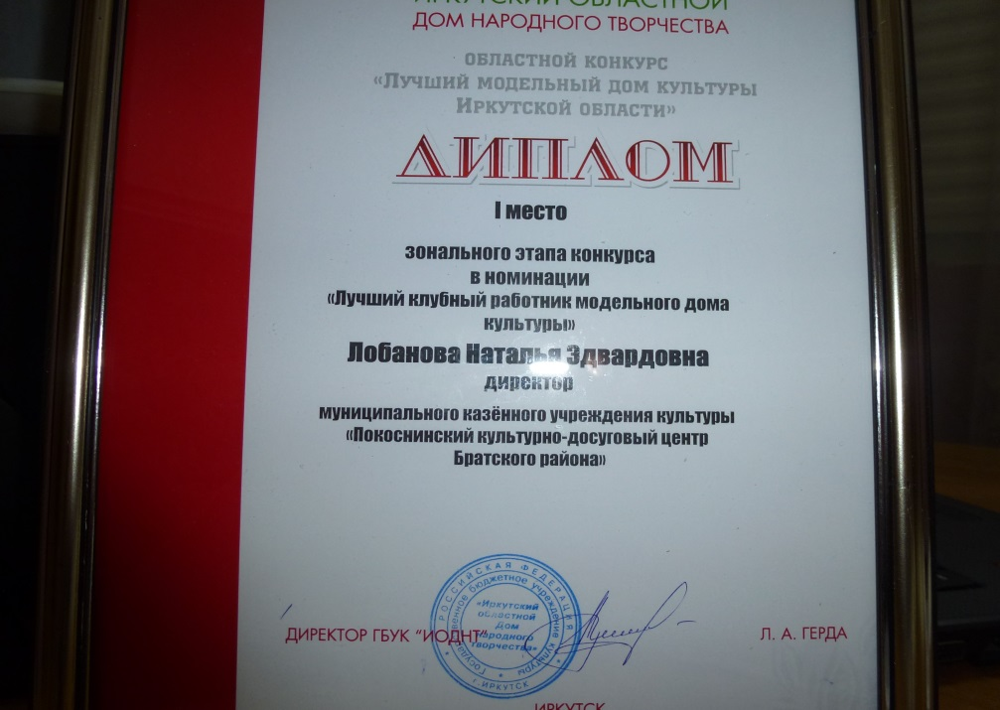 ИРКУТСКИЙ ОБЛАСТНОЙ
ДОМ НАРОДНОГО ТВОРЧЕСТВА
ОБЛАСТНОЙ КОНКУРС
«ЛУЧШИЙ МОДЕЛЬНЫЙ ДОМ КУЛЬТУРЫ
ИРКУТСКОЙ ОБЛАСТИ»
ДИПЛОМ
I место
зонального этапа конкурса
в номинации
«Лучший клубный работник модельного дома
культуры»
Лобанова Наталья Эдвардовна
директор
муниципального казённого учреждения культуры
«Покоснинский культурно-досуговый центр
Братского района»
РОССИЙСКАЯ ФЕДЕРАЦИЯ
Государственное бюджетное учреждение культуры
«Иркутский
областной
Дом
народного
творчества»
г. ИРКУТСК
ДИРЕКТОР ГБУК "ИОДНТ"
Л. А. ГЕРДА
ИРКУТСК